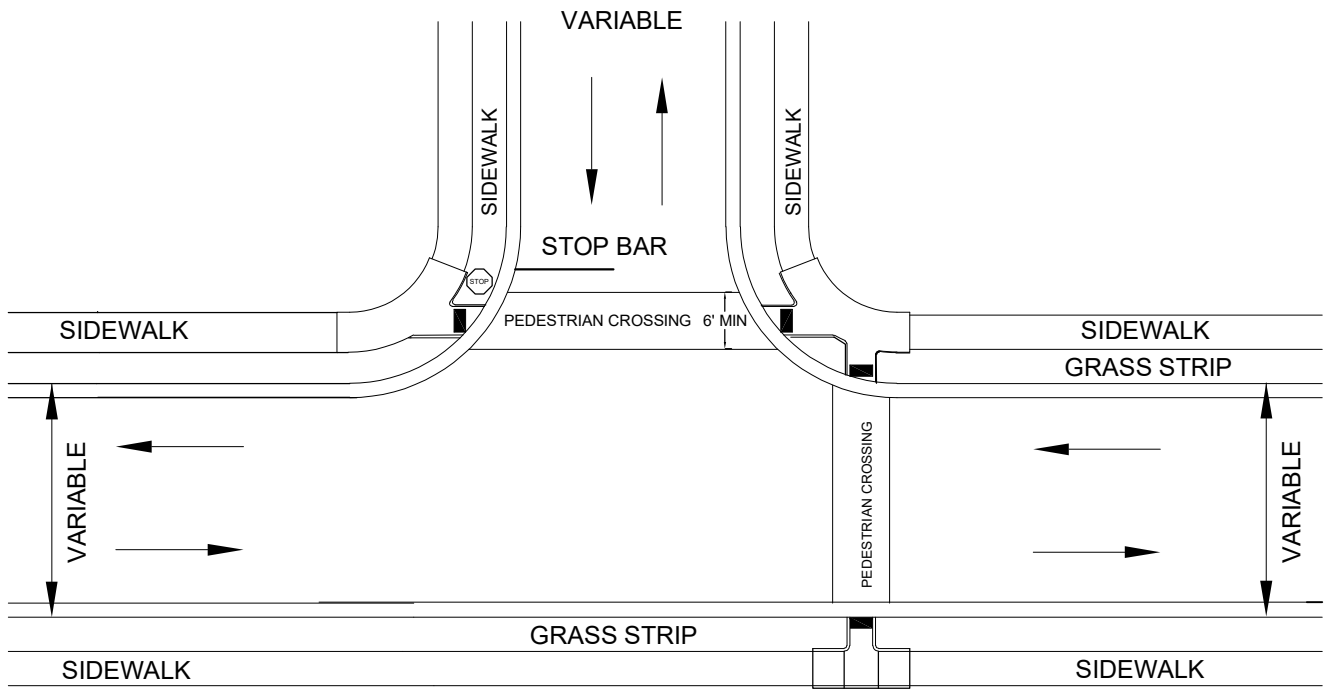 VARIABLE
SIDEWALK
SIDEWALK
STOP BAR
STOP
SIDEWALK
PEDESTRIAN CROSSING 6' MIN
SIDEWALK
GRASS STRIP
VARIABLE
PEDESTRIAN CROSSING
VARIABLE
GRASS STRIP
SIDEWALK
SIDEWALK